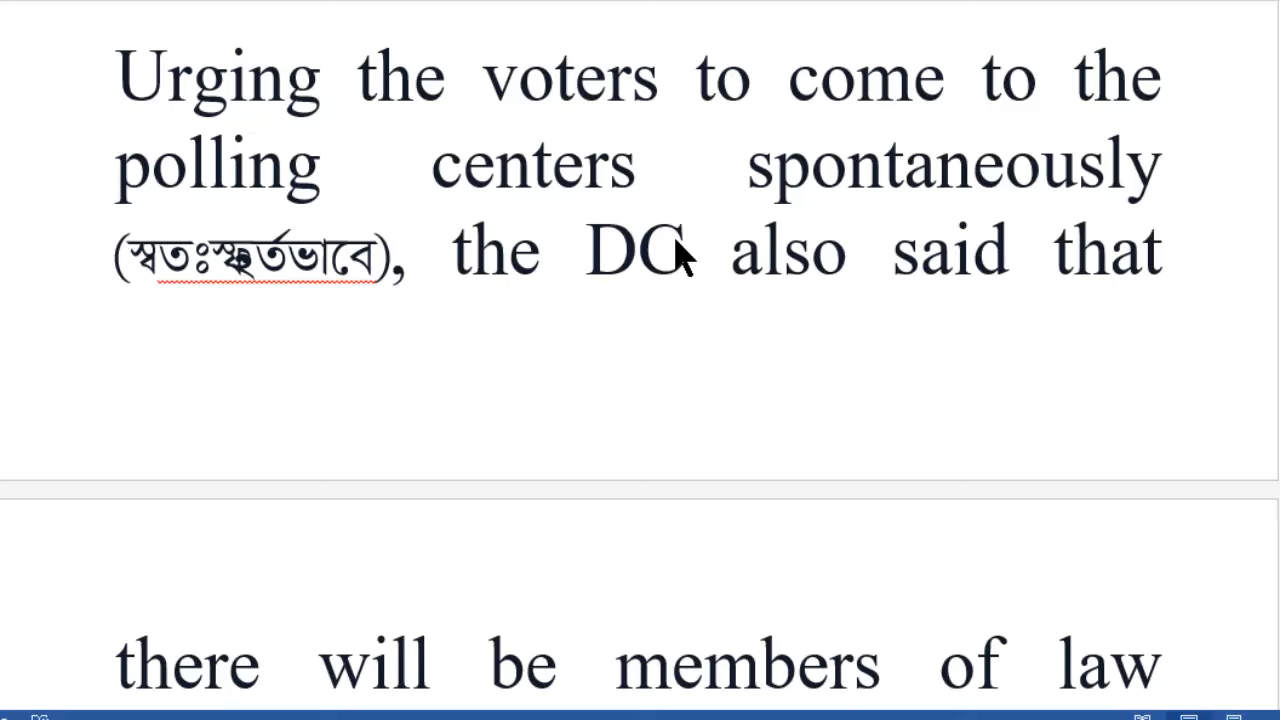 Urging the voters to come to the
polling centers spontaneously
(স্বতঃস্ফূর্তভাবে), the DC also said that
there will be members of law